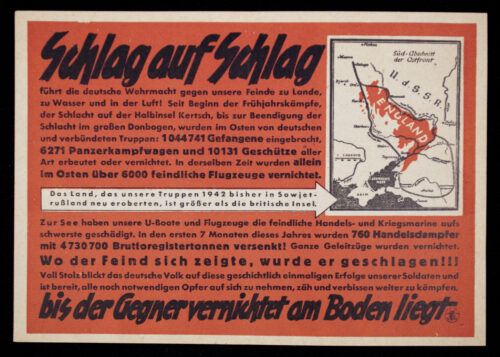 Schlag auf Schlag
führt die deutsche Wehrmacht gegen unsere Feinde zu Lande,
zu Wasser und in der Luft! Seit Beginn der Frühjahrskämpfe,
der Schlacht auf der Halbinsel Kertsch, bis zur Beendigung der
Schlacht im großen Donbogen, wurden im Osten von deutschen
und verbündeten Truppen: 1044741 Gefangene eingebracht,
6271 Panzerkampfwagen und 10131 Geschütze aller
Art erbeutet oder vernichtet. In derselben Zeit wurden allein
im Osten über 6000 feindliche Flugzeuge vernichtet.
Das Land, das unsere Truppen 1942 bisher in Sowjet-
rußland neu eroberten, ist größer als die britische Insel.
Süd-Abschnitt
der Ostfront
U.d.S.S.R.
ENGLAND
Zur See haben unsere U-Boote und Flugzeuge die feindliche Handels- und Kriegsmarine aufs
schwerste geschädigt. In den ersten 7 Monaten dieses Jahres wurden 760 Handelsdampfer
mit 4730700 Bruttoregistertonnen versenkt! Ganze Geleitzüge wurden vernichtet.
Wo der Feind sich zeigte, wurde er geschlagen!!!
Voll Stolz blickt das deutsche Volk auf diese geschichtlich einmaligen Erfolge unserer Soldaten und
ist bereit, alle noch notwendigen Opfer auf sich zu nehmen, zäh und verbissen weiter zu kämpfen,
bis der Gegner vernichtet am Boden liegt.